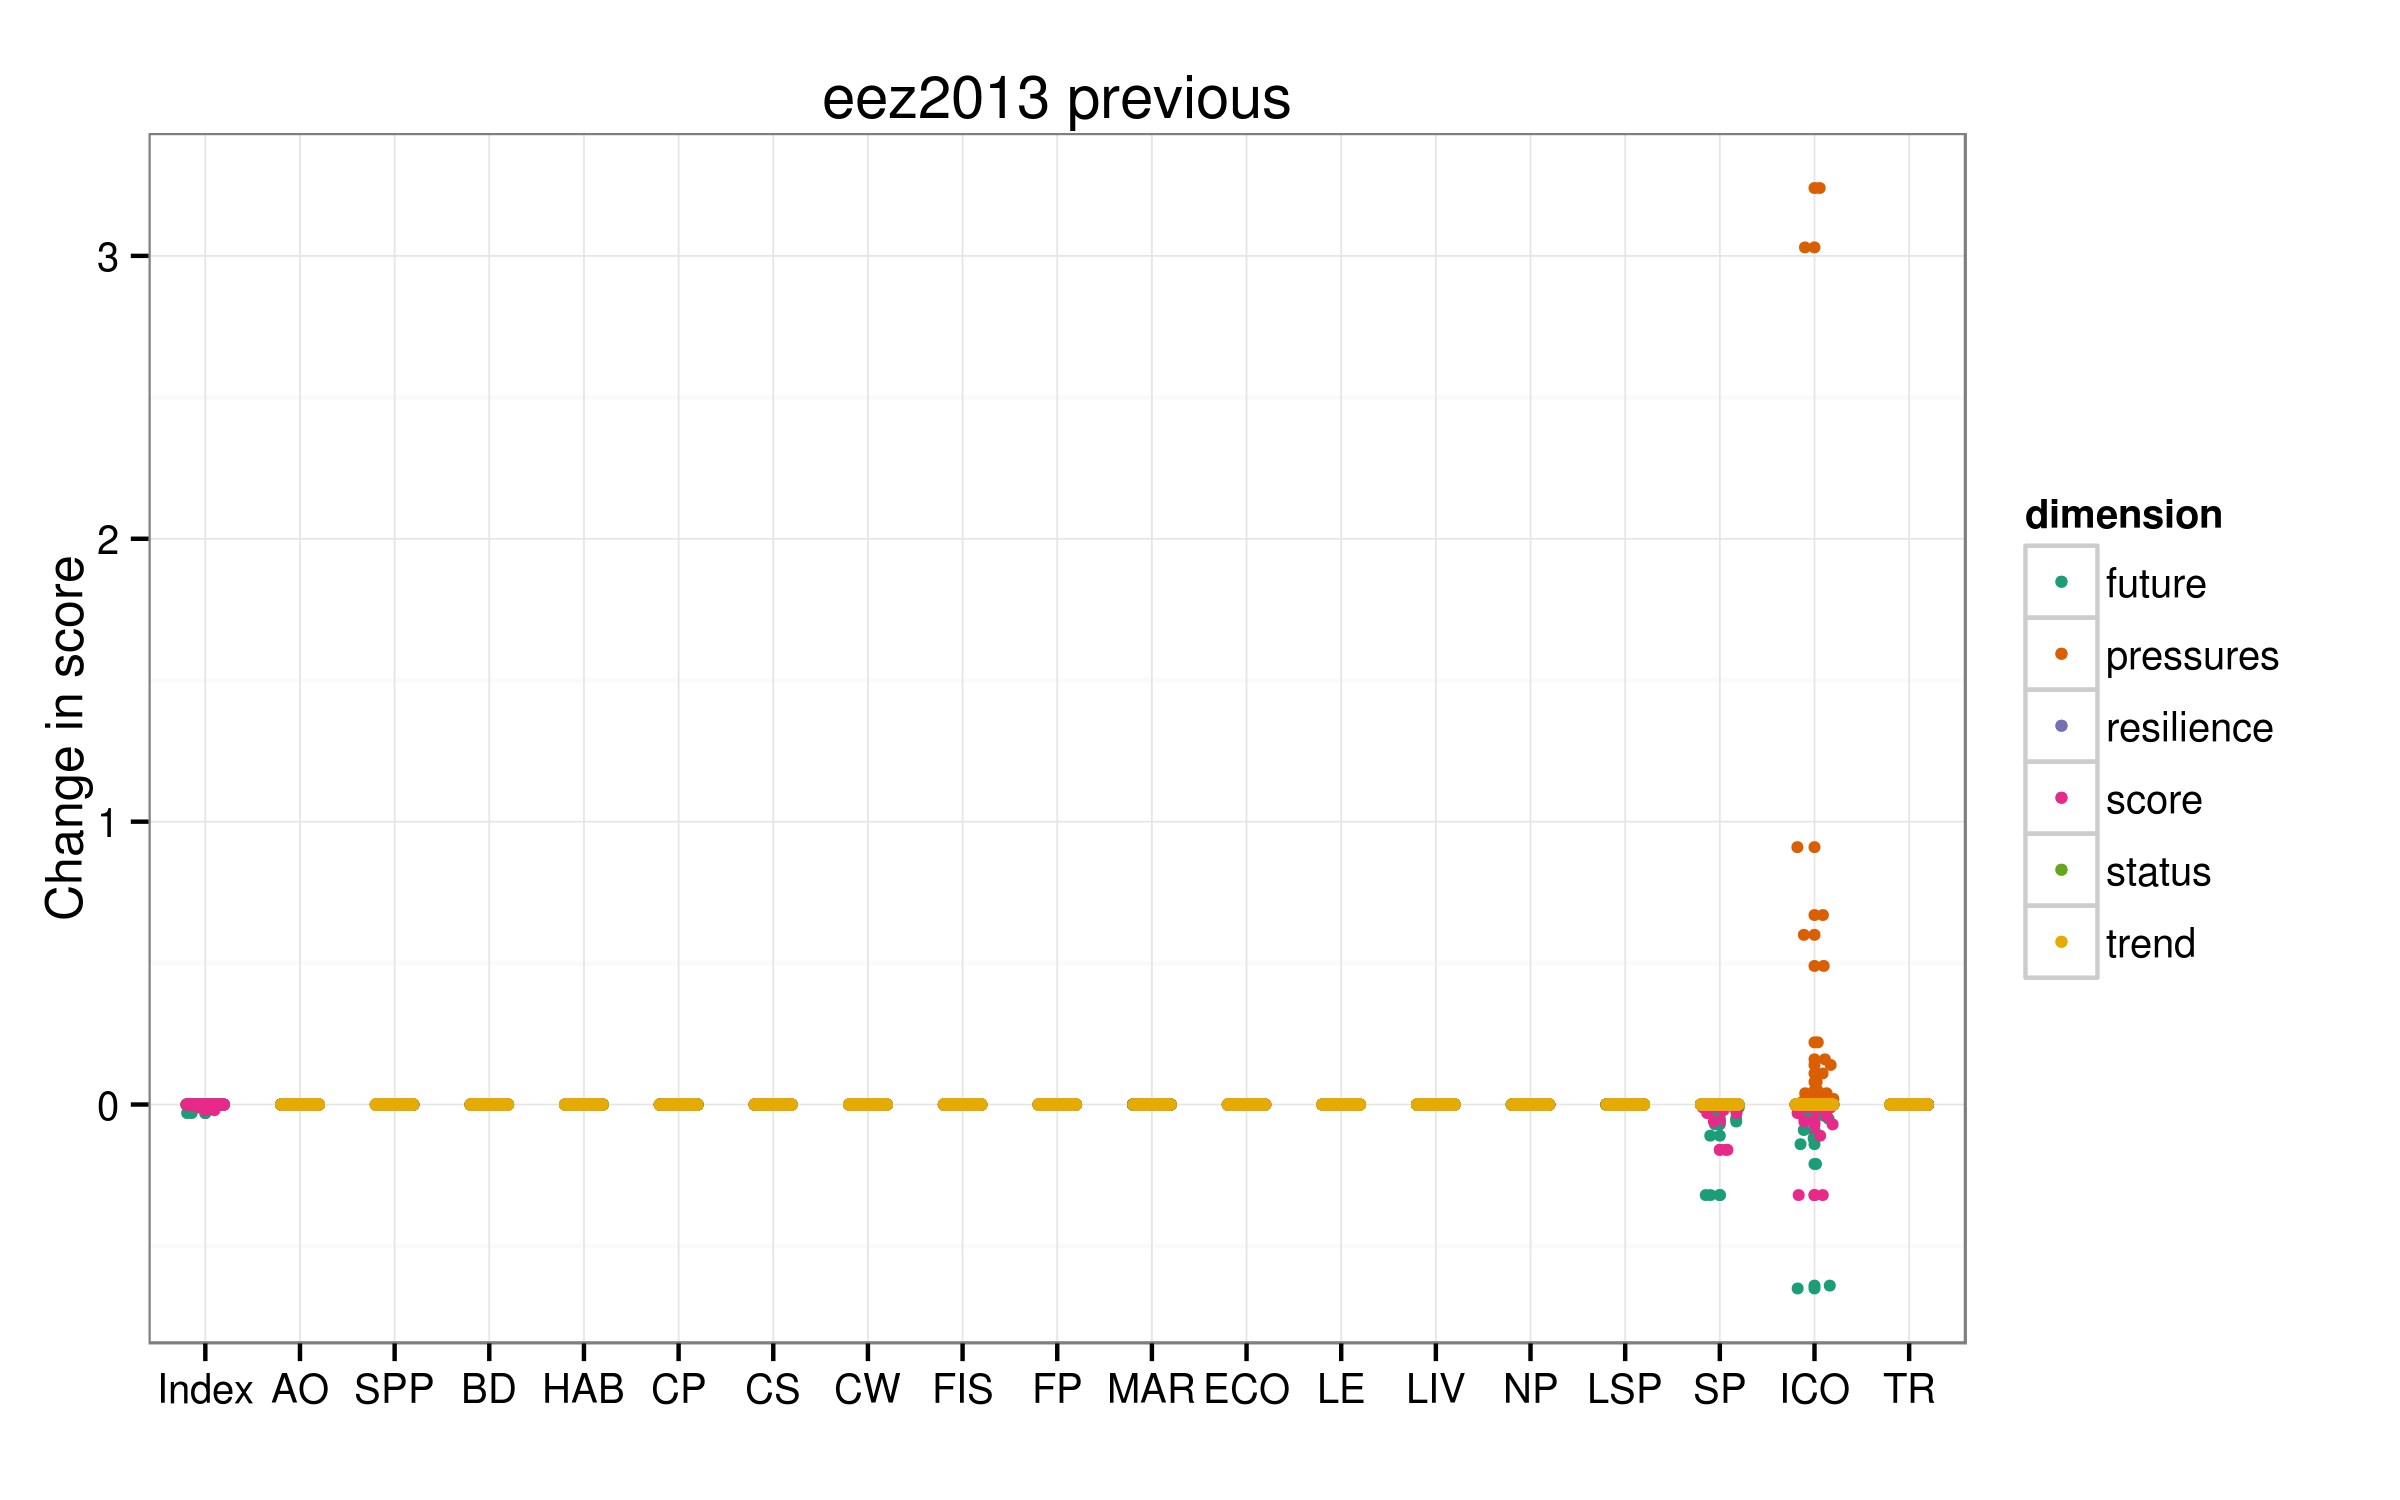 eez2013 previous
Change in score
3
2
1
0
Index AO SPP BD HAB CP CS CW FIS FP MAR ECO LE LIV NP LSP SP ICO TR
dimension
future
pressures
resilience
score
status
trend